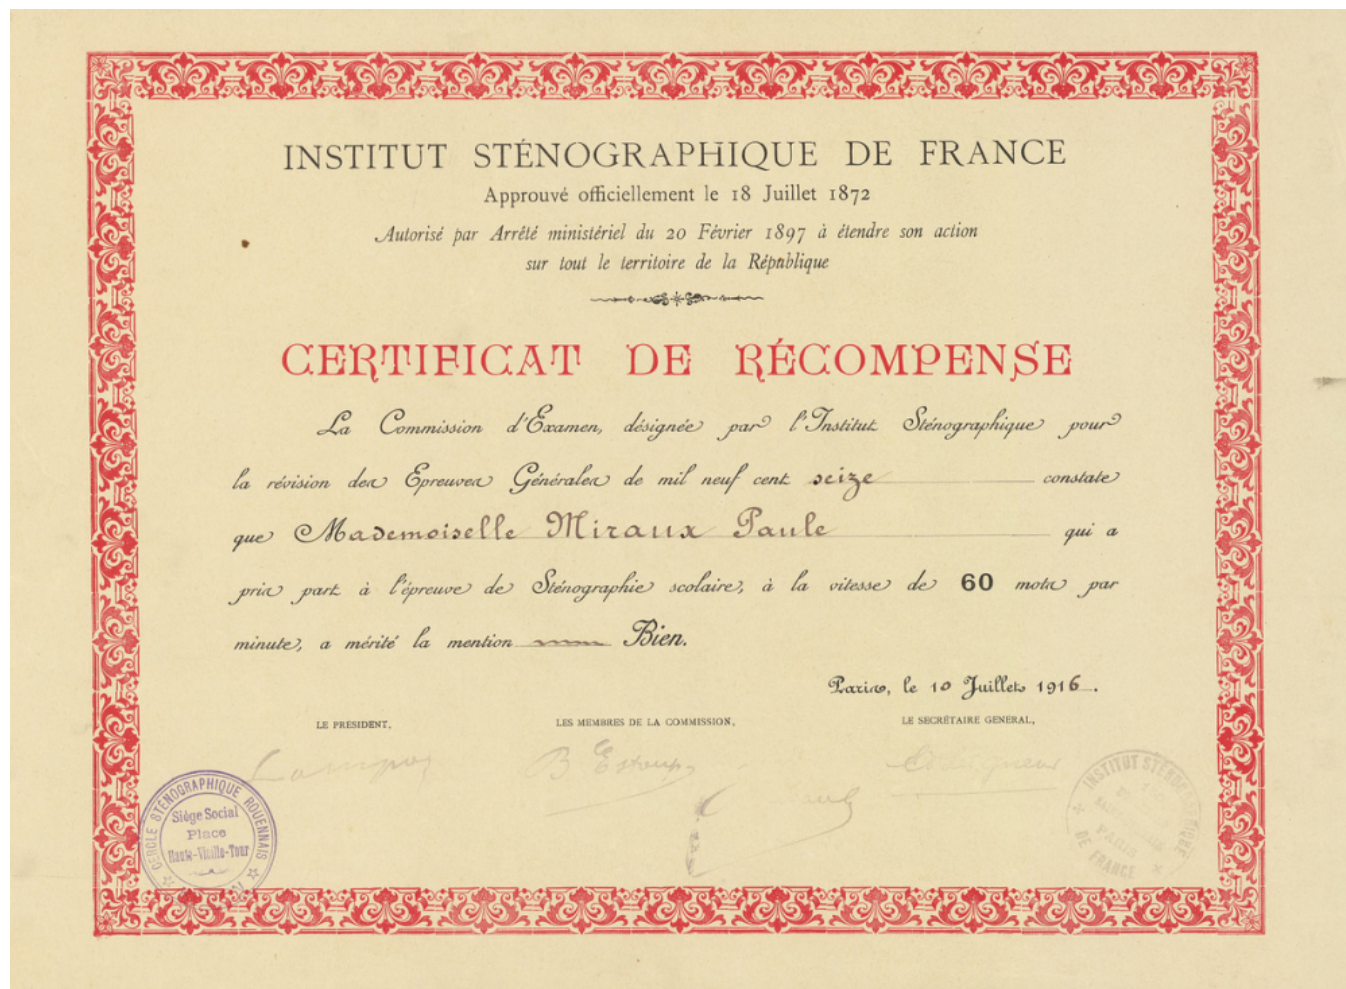 INSTITUT STÉNOGRAPHIQUE DE FRANCE
Approuvé officiellement le 18 Juillet 1872
Autorisé par Arrêté ministériel du 20 Février 1897 à étendre son action
sur tout le territoire de la République
CERTIFICAT DE RÉCOMPENSE
La Commission d'Examen, désignée par l'Institut Sténographique pour
la révision des Epreuves Générales de mil neuf cent seize constate
que Mademoiselle Miraux Paule qui a
pris part à l'épreuve de Sténographie scolaire, à la vitesse de 60 mots par
minute, a mérité la mention Bien.
Paris, le 10 Juillet 1916.
LE PRÉSIDENT,
LES MEMBRES DE LA COMMISSION,
LE SECRÉTAIRE GÉNÉRAL,
B Estoup
CERCLE STÉNOGRAPHIQUE ROUENNAIS
Siège Social
Place
Haute-Vieille-Tour
INSTITUT STÉNOGRAPHIQUE
PARIS
DE FRANCE